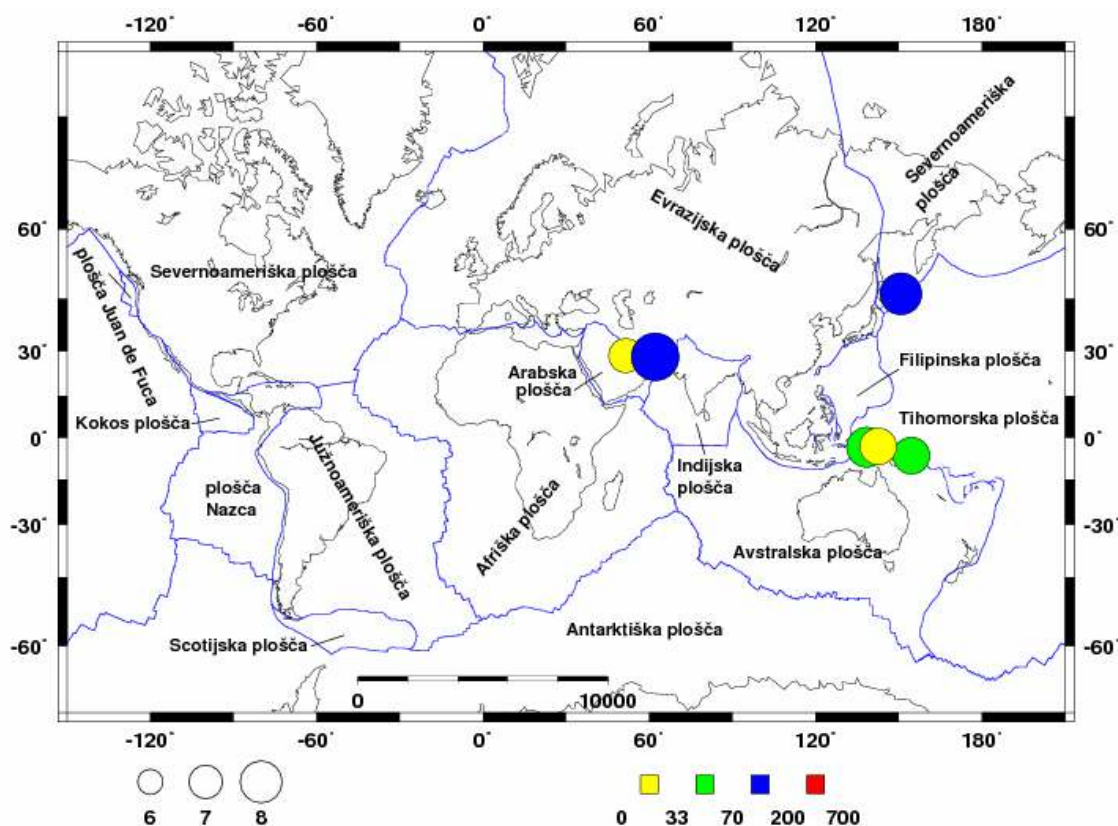 -120° -60° 0° 60° 120° 180°
60°
30°
0°
-30°
-60°
60°
30°
0°
-30°
-60°
Severnoameriška
plošča
Evrazijska plošča
Severnoameriška plošča
plošča Juan de Fuca
Arabska
plošča
Filipinska plošča
Kokos plošča
Tihomorska plošča
Južnoameriška plošča
Indijska
plošča
plošča
Nazca
Afriška plošča
Avstralska plošča
Scotijska plošča
Antarktiška plošča
0 10000
-120° -60° 0° 60° 120° 180°
6 7 8
0 33 70 200 700